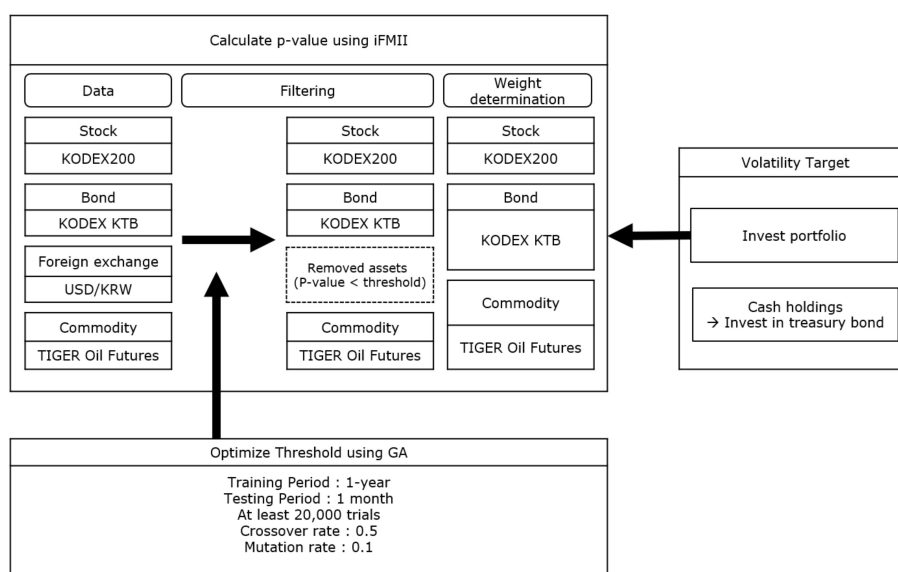 Calculate p-value using iFMII
Data
Filtering
Weight
determination
Stock
KODEX200
Bond
KODEX KTB
Foreign exchange
USD/KRW
Commodity
TIGER Oil Futures
Stock
KODEX200
Bond
KODEX KTB
Removed assets
(P-value < threshold)
Commodity
TIGER Oil Futures
Stock
KODEX200
Bond
KODEX KTB
Commodity
TIGER Oil Futures
Volatility Target
Invest portfolio
Cash holdings
→ Invest in treasury bond
Optimize Threshold using GA
Training Period : 1-year
Testing Period : 1 month
At least 20,000 trials
Crossover rate : 0.5
Mutation rate : 0.1